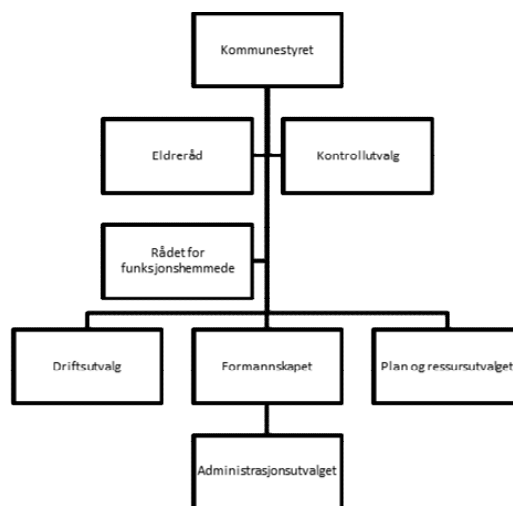 Kommunestyret
Eldreråd
Kontrollutvalg
Rådet for
funksjonshemmede
Driftsutvalg
Formannskapet
Plan og ressursutvalget
Administrasjonsutvalget